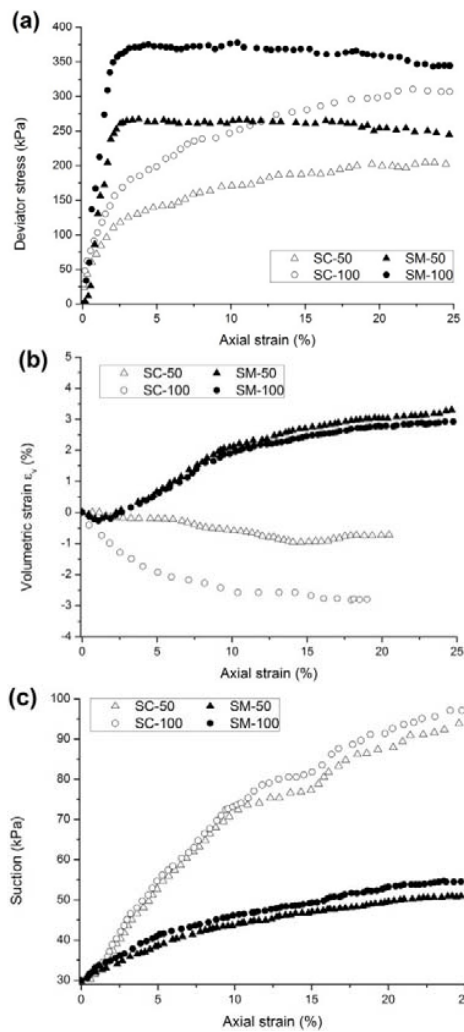 (a)
400
350
300
250
200
150
100
50
0
Deviator stress (kPa)
△ SC-50 ▲ SM-50
○ SC-100 ● SM-100
0 5 10 15 20 25
Axial strain (%)
(b)
5
4
3
2
1
0
-1
-2
-3
-4
Volumetric strain εv (%)
△ SC-50 ▲ SM-50
○ SC-100 ● SM-100
0 5 10 15 20 25
Axial strain (%)
(c)
100
90
80
70
60
50
40
30
Suction (kPa)
△ SC-50 ▲ SM-50
○ SC-100 ● SM-100
0 5 10 15 20 25
Axial strain (%)